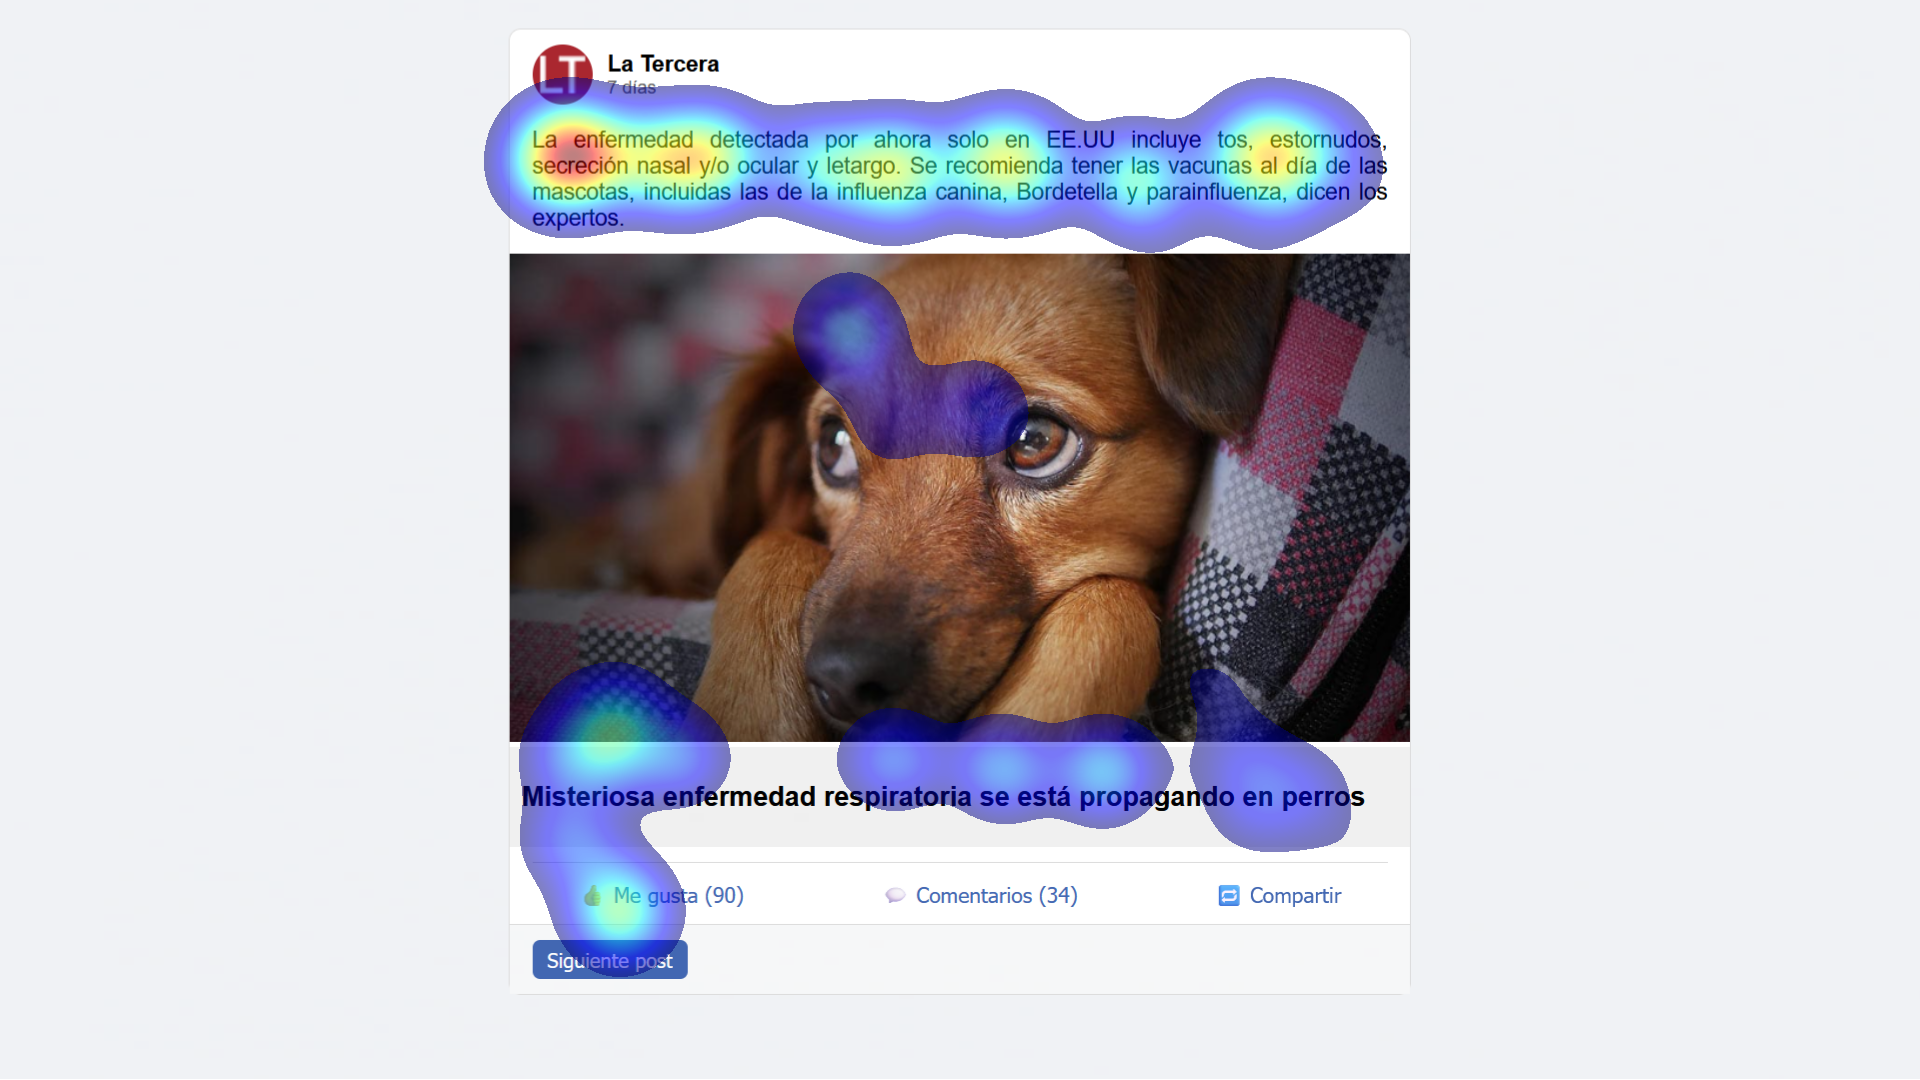 LT
La Tercera
7 días
La enfermedad detectada por ahora solo en EE.UU incluye tos, estornudos,
secreción nasal y/o ocular y letargo. Se recomienda tener las vacunas al día de las
mascotas, incluidas las de la influenza canina, Bordetella y parainfluenza, dicen los
expertos.
Misteriosa enfermedad respiratoria se está propagando en perros
👍 Me gusta (90) 💬 Comentarios (34) 🔁 Compartir
Siguiente post